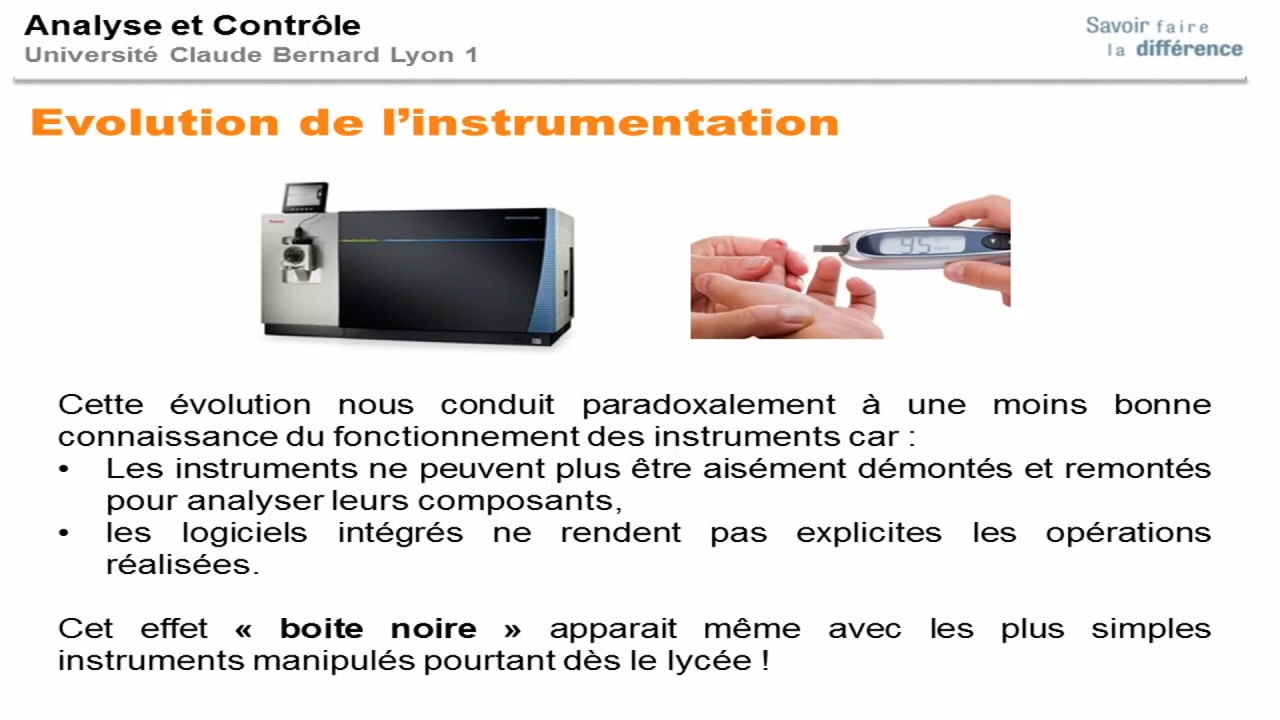 Analyse et Contrôle
Université Claude Bernard Lyon 1
Savoir faire
la différence
Evolution de l’instrumentation
95
Cette évolution nous conduit paradoxalement à une moins bonne
connaissance du fonctionnement des instruments car :
• Les instruments ne peuvent plus être aisément démontés et remontés
pour analyser leurs composants,
• les logiciels intégrés ne rendent pas explicites les opérations
réalisées.
Cet effet « boite noire » apparait même avec les plus simples
instruments manipulés pourtant dès le lycée !